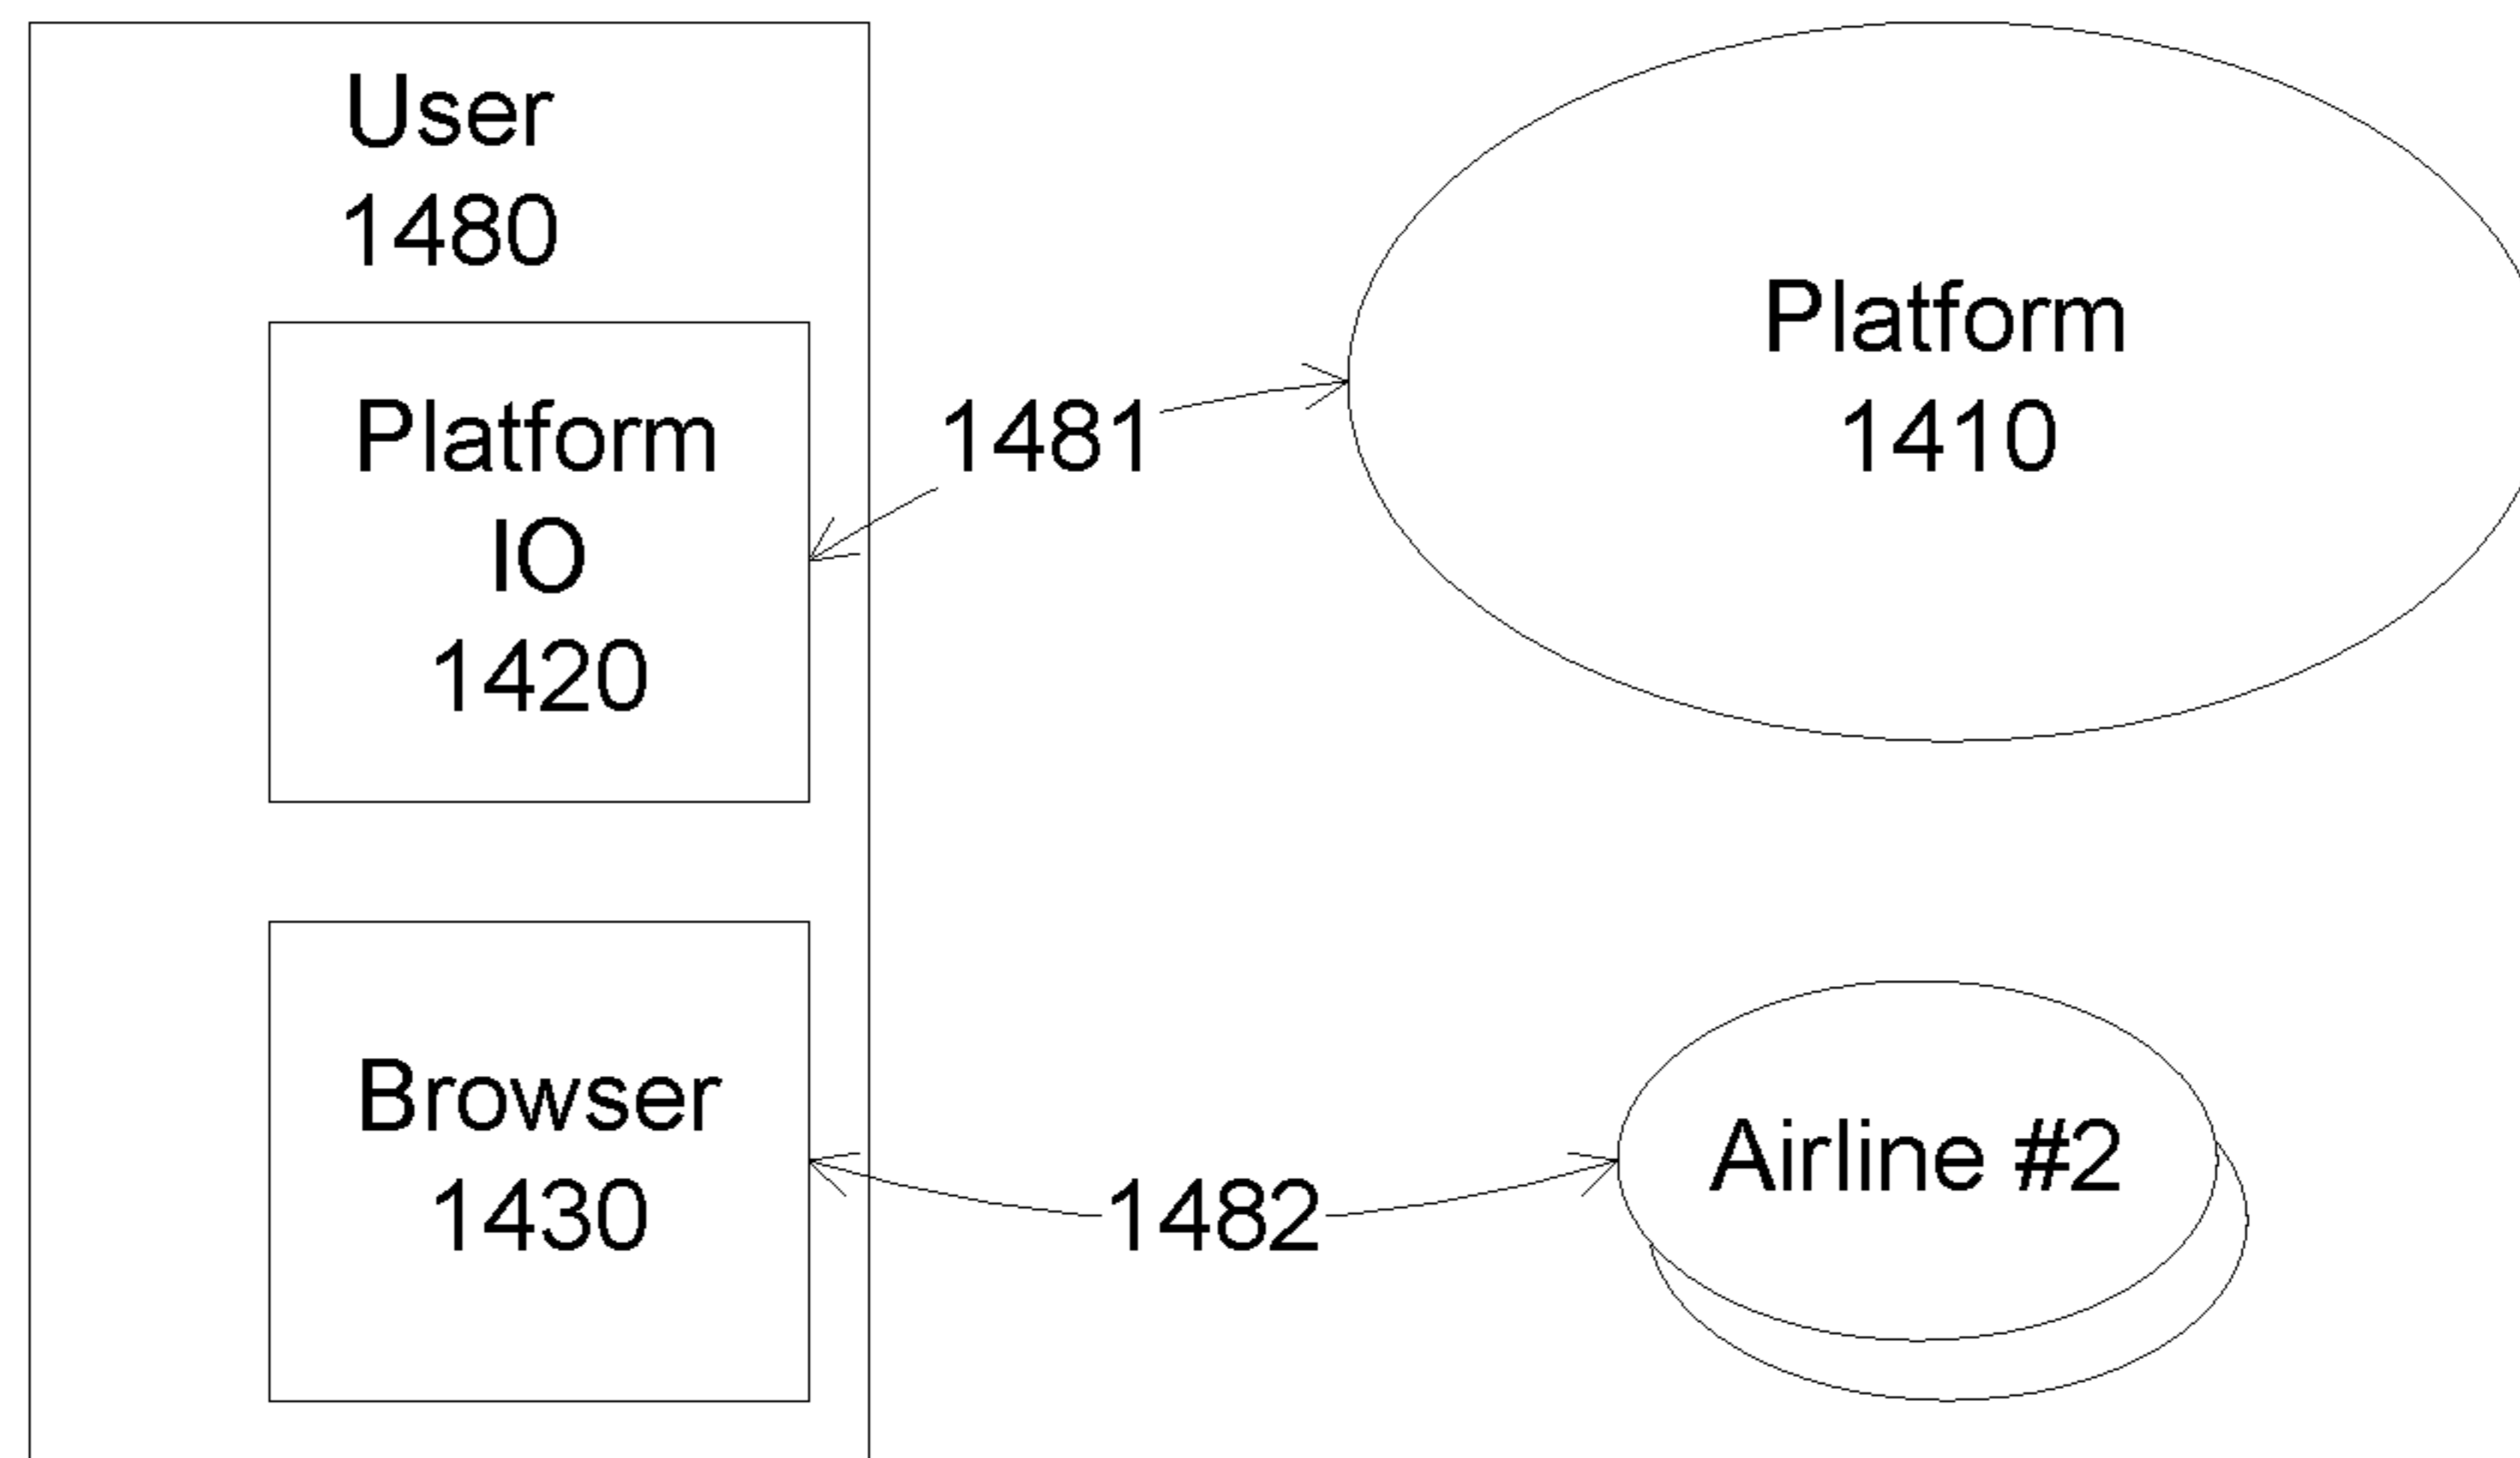 User
1480
Platform
IO
1420
1481
Platform
1410
Browser
1430
1482
Airline #2